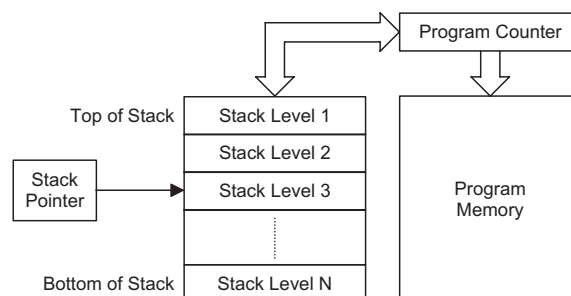 Program Counter
Top of Stack
Stack Level 1
Stack Level 2
Stack
Pointer
Stack Level 3
Program
Memory
Bottom of Stack
Stack Level N